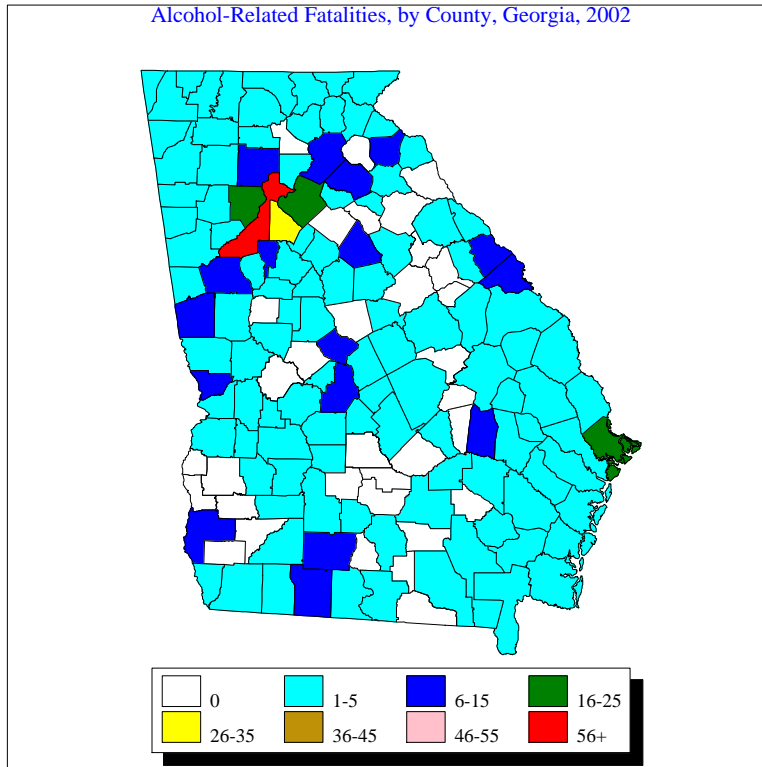 Alcohol-Related Fatalities, by County, Georgia, 2002
0 1-5 6-15 16-25
26-35 36-45 46-55 56+